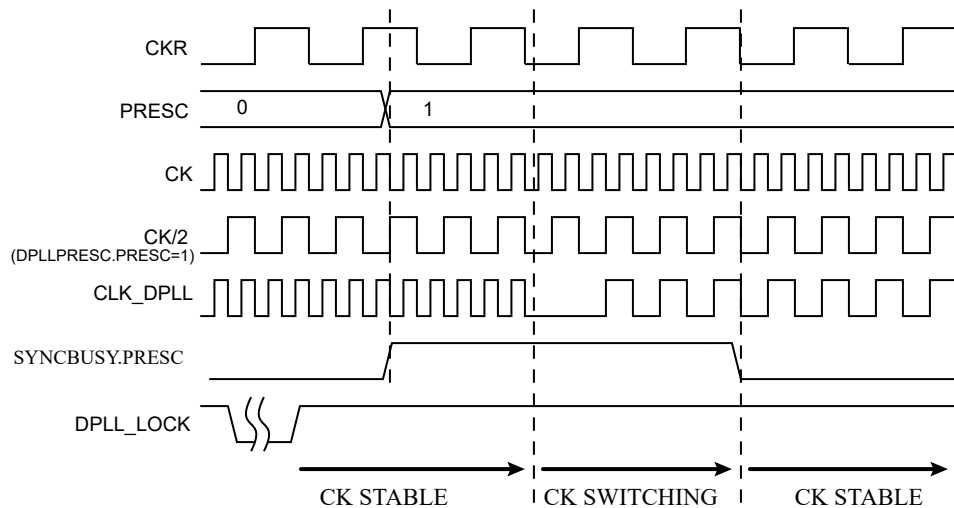 CKR
PRESC
0
1
CK
CK/2
(DPLLPRESC.PRESC=1)
CLK_DPLL
SYNCBUSY.PRESC
DPLL_LOCK
CK STABLE
CK SWITCHING
CK STABLE